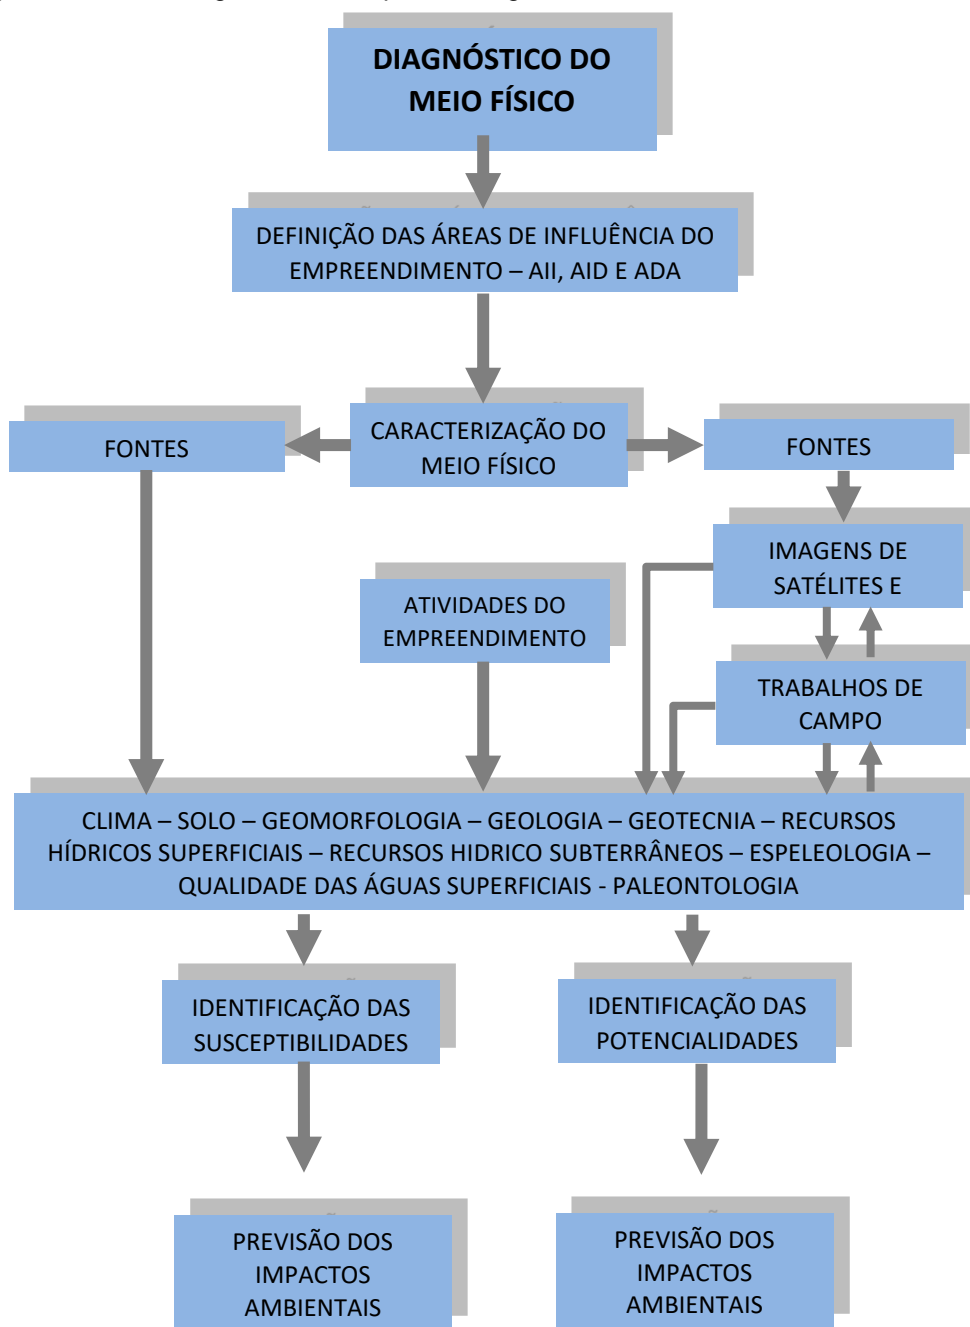 DIAGNÓSTICO DO
MEIO FÍSICO
DEFINIÇÃO DAS ÁREAS DE INFLUÊNCIA DO
EMPREENDIMENTO – AII, AID E ADA
CARACTERIZAÇÃO DO
MEIO FÍSICO
FONTES
FONTES
IMAGENS DE
SATÉLITES E
ATIVIDADES DO
EMPREENDIMENTO
TRABALHOS DE
CAMPO
CLIMA – SOLO – GEOMORFOLOGIA – GEOLOGIA – GEOTECNIA – RECURSOS
HÍDRICOS SUPERFICIAIS – RECURSOS HIDRICO SUBTERRÂNEOS – ESPELEOLOGIA –
QUALIDADE DAS ÁGUAS SUPERFICIAIS - PALEONTOLOGIA
IDENTIFICAÇÃO DAS
SUSCEPTIBILIDADES
IDENTIFICAÇÃO DAS
POTENCIALIDADES
PREVISÃO DOS
IMPACTOS
AMBIENTAIS
PREVISÃO DOS
IMPACTOS
AMBIENTAIS